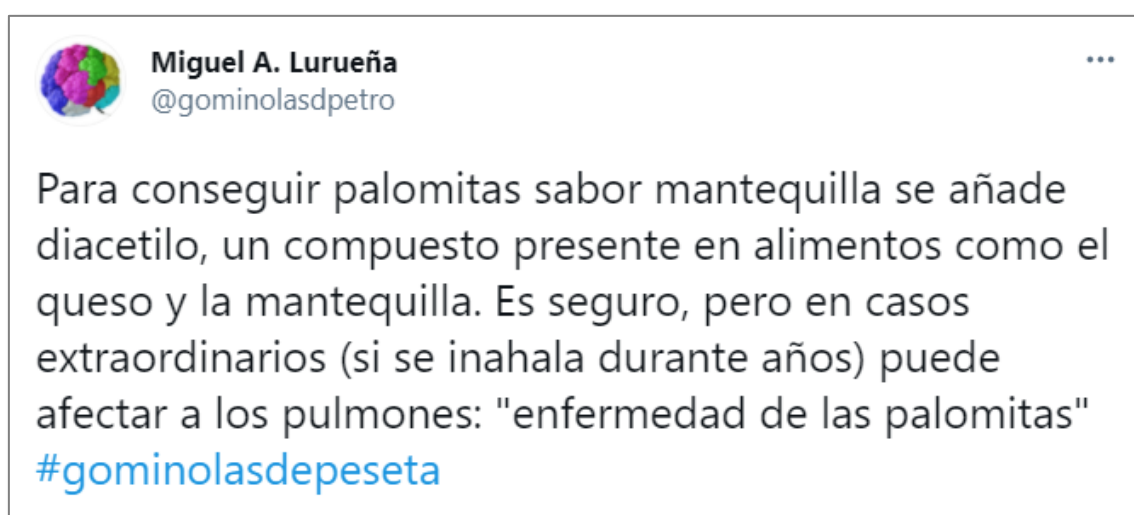 Miguel A. Lurueña
@gominolasdpetro
Para conseguir palomitas sabor mantequilla se añade
diacetilo, un compuesto presente en alimentos como el
queso y la mantequilla. Es seguro, pero en casos
extraordinarios (si se inahala durante años) puede
afectar a los pulmones: "enfermedad de las palomitas"
#gominolasdepeseta